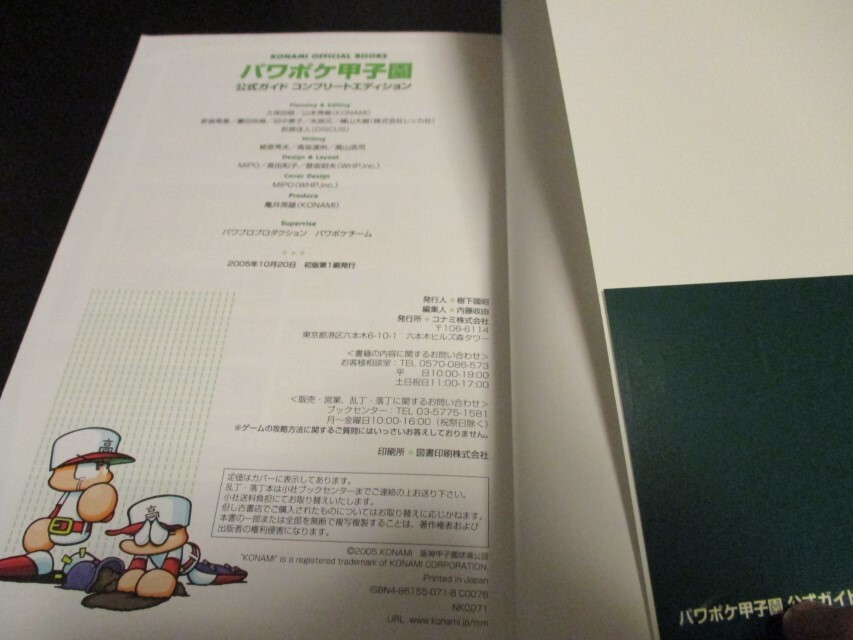 KONAMI OFFICIAL BOOKS
パワポケ甲子園
公式ガイド コンプリートエディション
Planning & Editing
(KONAMI)
(DISCUS)
Writing
Design & Layout
MIPO/ (WHP,Inc.)
Cover Design
MIPO(WHP,Inc.)
Produce
亀井英雄(KONAMI)
Supervise
パワプロプロダクション パワポケチーム
2005年10月20日 初版第1刷発行
発行人
編集人 内藤
発行所 コナミ株式会社
〒106-6114
東京都港区六本木6-10-1 六本木ヒルズ森タワー
<書籍の内容に関するお問い合わせ>
お客様相談室:TEL 0570-086-573
平 日10:00-19:00
土日祝日11:00-17:00
<販売・営業、乱丁・落丁に関するお問い合わせ>
ブックセンター:TEL 03-5775-1581
月~金曜日10:00-16:00(祝祭日除く)
※ゲームの攻略方法に関するご質問にはいっさいお答えしておりません。
印刷所 図書印刷株式会社
定価はカバーに表示してあります。
乱丁・落丁本は小社ブックセンターまでご連絡の上お送り下さい。
小社送料負担にてお取り替えいたします。
但し古書店でご購入されたものについてはお取り替えに応じかねます。
本書の一部または全部を無断で複写複製することは、著作権者および
出版者の権利侵害になります。
©2005 KONAMI 阪神甲子園球場公認
"KONAMI" is a registered trademark of KONAMI CORPORATION.
Printed in Japan
ISBN4-86155-071-8 C0076
NK0071
URL www.konami.jp/mm
高
高
パワポケ甲子園 公式ガイド